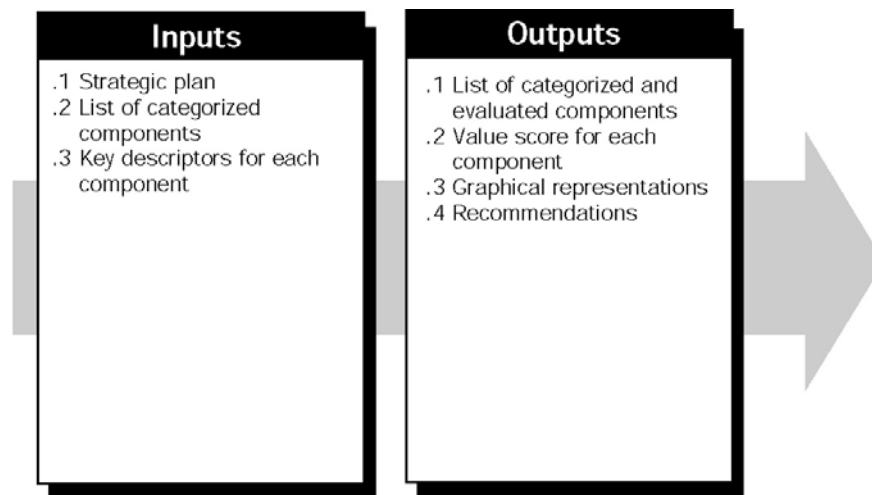 Inputs
.1 Strategic plan
.2 List of categorized
components
.3 Key descriptors for each
component
Outputs
.1 List of categorized and
evaluated components
.2 Value score for each
component
.3 Graphical representations
.4 Recommendations